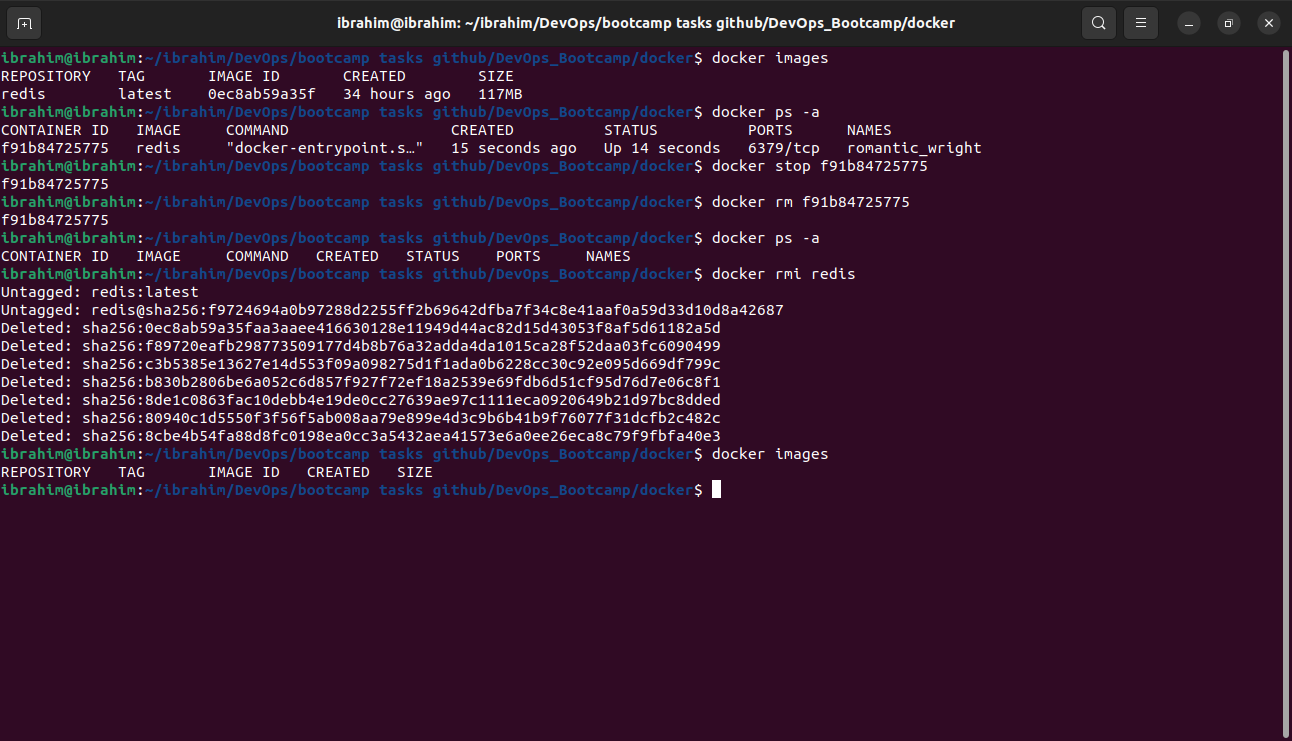 ibrahim@ibrahim: ~/ibrahim/DevOps/bootcamp tasks github/DevOps_Bootcamp/docker
ibrahim@ibrahim:~/ibrahim/DevOps/bootcamp tasks github/DevOps_Bootcamp/docker$ docker images
REPOSITORY   TAG       IMAGE ID       CREATED        SIZE
redis        latest    0ec8ab59a35f   34 hours ago   117MB
ibrahim@ibrahim:~/ibrahim/DevOps/bootcamp tasks github/DevOps_Bootcamp/docker$ docker ps -a
CONTAINER ID   IMAGE     COMMAND                  CREATED          STATUS          PORTS      NAMES
f91b84725775   redis     "docker-entrypoint.s…"   15 seconds ago   Up 14 seconds   6379/tcp   romantic_wright
ibrahim@ibrahim:~/ibrahim/DevOps/bootcamp tasks github/DevOps_Bootcamp/docker$ docker stop f91b84725775
f91b84725775
ibrahim@ibrahim:~/ibrahim/DevOps/bootcamp tasks github/DevOps_Bootcamp/docker$ docker rm f91b84725775
f91b84725775
ibrahim@ibrahim:~/ibrahim/DevOps/bootcamp tasks github/DevOps_Bootcamp/docker$ docker ps -a
CONTAINER ID   IMAGE     COMMAND   CREATED   STATUS    PORTS     NAMES
ibrahim@ibrahim:~/ibrahim/DevOps/bootcamp tasks github/DevOps_Bootcamp/docker$ docker rmi redis
Untagged: redis:latest
Untagged: redis@sha256:f9724694a0b97288d2255ff2b69642dfba7f34c8e41aaf0a59d33d10d8a42687
Deleted: sha256:0ec8ab59a35faa3aaee416630128e11949d44ac82d15d43053f8af5d61182a5d
Deleted: sha256:f89720eafb298773509177d4b8b76a32adda4da1015ca28f52daa03fc6090499
Deleted: sha256:c3b5385e13627e14d553f09a098275d1f1ada0b6228cc30c92e095d669df799c
Deleted: sha256:b830b2806be6a052c6d857f927f72ef18a2539e69fdb6d51cf95d76d7e06c8f1
Deleted: sha256:8de1c0863fac10debb4e19de0cc27639ae97c1111eca0920649b21d97bc8dded
Deleted: sha256:80940c1d5550f3f56f5ab008aa79e899e4d3c9b6b41b9f76077f31dcfb2c482c
Deleted: sha256:8cbe4b54fa88d8fc0198ea0cc3a5432aea41573e6a0ee26eca8c79f9fbfa40e3
ibrahim@ibrahim:~/ibrahim/DevOps/bootcamp tasks github/DevOps_Bootcamp/docker$ docker images
REPOSITORY   TAG       IMAGE ID   CREATED   SIZE
ibrahim@ibrahim:~/ibrahim/DevOps/bootcamp tasks github/DevOps_Bootcamp/docker$